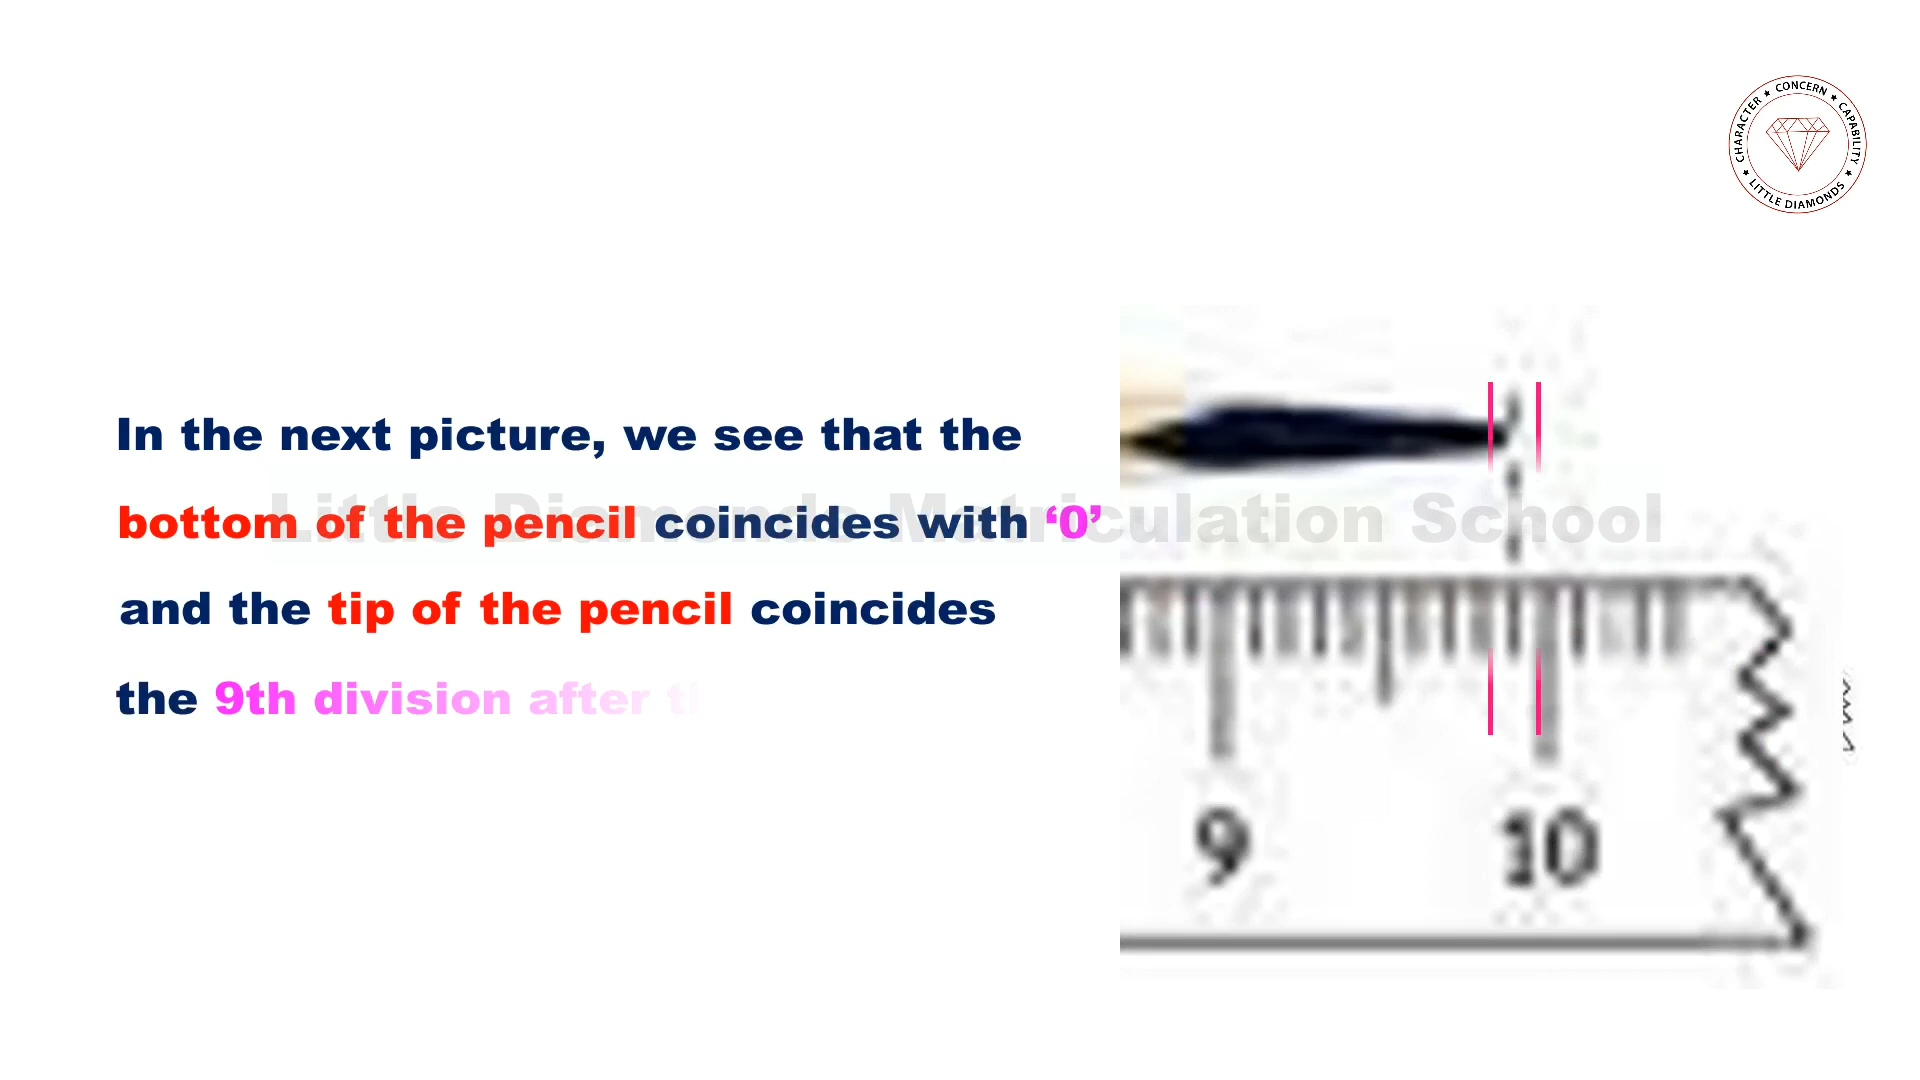 CHARACTER ★ CONCERN ★ CAPABILITY ★ LITTLE DIAMONDS ★
In the next picture, we see that the
bottom of the pencil coincides with ‘0’
Little Diamonds Matriculation School
and the tip of the pencil coincides
the 9th division after
9 10